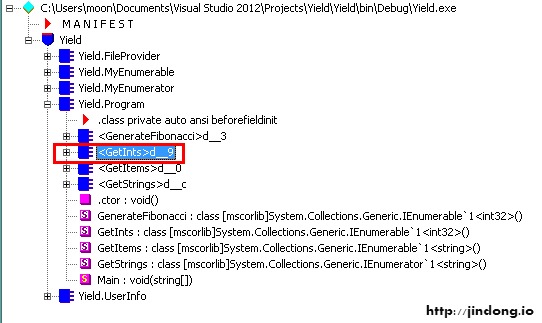 C:\Users\moon\Documents\Visual Studio 2012\Projects\Yield\Yield\bin\Debug\Yield.exe
M A N I F E S T
Yield
Yield.FileProvider
Yield.MyEnumerable
Yield.MyEnumerator
Yield.Program
.class private auto ansi beforefieldinit
<GenerateFibonacci>d__3
<GetInts>d__9
<GetItems>d__0
<GetStrings>d__c
.ctor : void()
GenerateFibonacci : class [mscorlib]System.Collections.Generic.IEnumerable`1<int32>()
GetInts : class [mscorlib]System.Collections.Generic.IEnumerable`1<int32>()
GetItems : class [mscorlib]System.Collections.Generic.IEnumerable`1<string>()
GetStrings : class [mscorlib]System.Collections.Generic.IEnumerator`1<string>()
Main : void(string[])
Yield.UserInfo
http://jindong.io